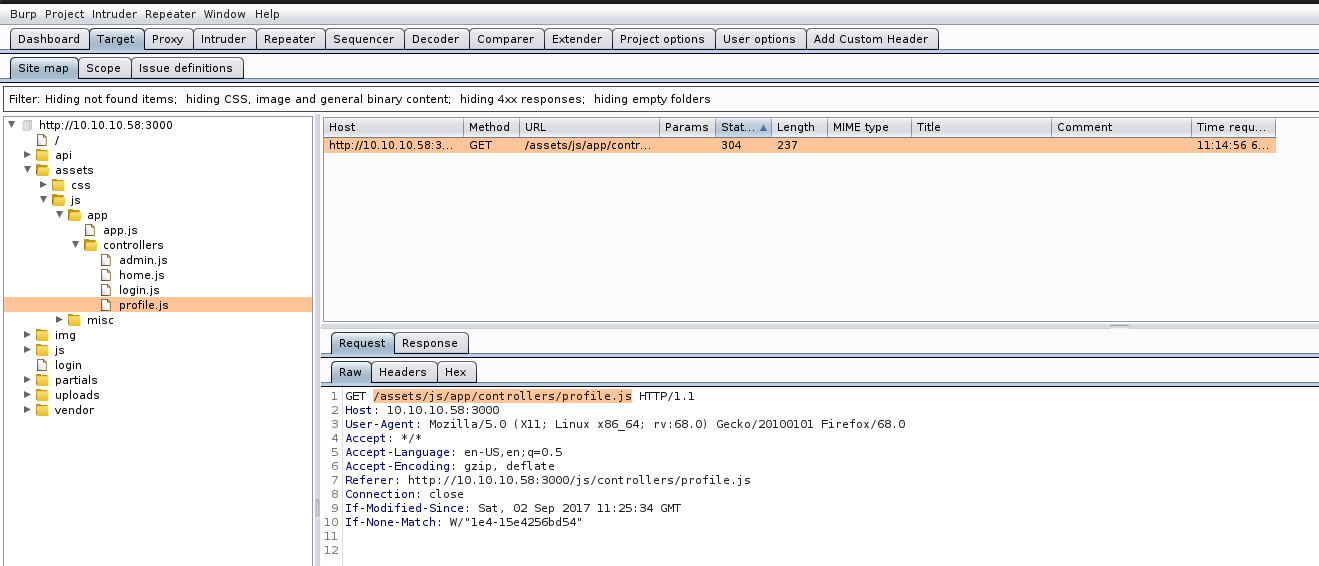 Burp Project Intruder Repeater Window Help
Dashboard Target Proxy Intruder Repeater Sequencer Decoder Comparer Extender Project options User options Add Custom Header
Site map Scope Issue definitions
Filter: Hiding not found items; hiding CSS, image and general binary content; hiding 4xx responses; hiding empty folders
http://10.10.10.58:3000
/
api
assets
css
js
app
app.js
controllers
admin.js
home.js
login.js
profile.js
misc
img
js
login
partials
uploads
vendor
Host Method URL Params Stat... Length MIME type Title Comment Time requ...
http://10.10.10.58:3... GET /assets/js/app/contr... 304 237 11:14:56 6...
Request Response
Raw Headers Hex
1 GET /assets/js/app/controllers/profile.js HTTP/1.1
2 Host: 10.10.10.58:3000
3 User-Agent: Mozilla/5.0 (X11; Linux x86_64; rv:68.0) Gecko/20100101 Firefox/68.0
4 Accept: */*
5 Accept-Language: en-US,en;q=0.5
6 Accept-Encoding: gzip, deflate
7 Referer: http://10.10.10.58:3000/js/controllers/profile.js
8 Connection: close
9 If-Modified-Since: Sat, 02 Sep 2017 11:25:34 GMT
10 If-None-Match: W/"1e4-15e4256bd54"
11
12